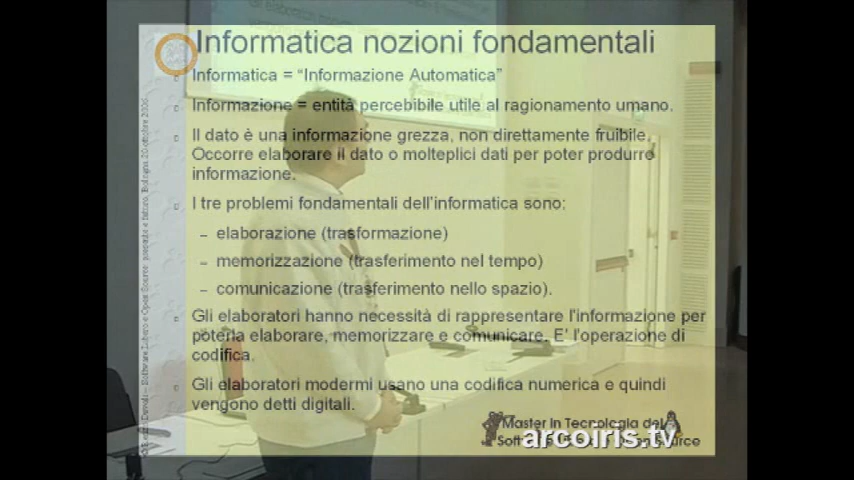 Informatica nozioni fondamentali
Informatica = “Informazione Automatica”
Informazione = entità percebibile utile al ragionamento umano.
Il dato è una informazione grezza, non direttamente fruibile,
Occorre elaborare il dato o molteplici dati per poter produrre
informazione.
I tre problemi fondamentali dell'informatica sono:
– elaborazione (trasformazione)
– memorizzazione (trasferimento nel tempo)
– comunicazione (trasferimento nello spazio).
Gli elaboratori hanno necessità di rappresentare l'informazione per
poterla elaborare, memorizzare e comunicare. E' l'operazione di
codifica.
Gli elaboratori modermi usano una codifica numerica e quindi
vengono detti digitali.
Master in Tecnologia del
arcoiris.tv